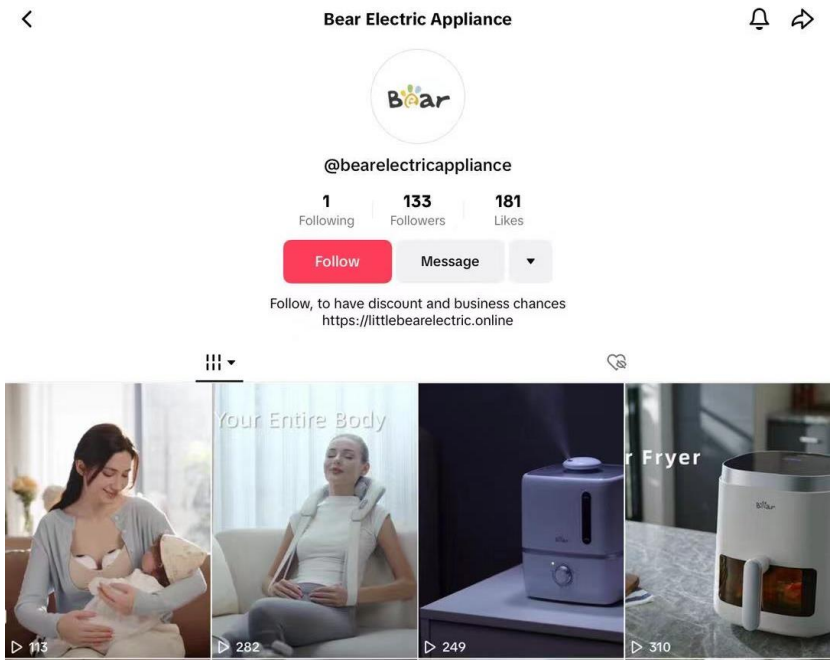 Bear Electric Appliance
Bear
@bearelectricappliance
1 133 181
Following Followers Likes
Follow Message
Follow, to have discount and business chances
https://littlebearelectric.online
Your Entire Body
r Fryer
Bear
113 282 249 310